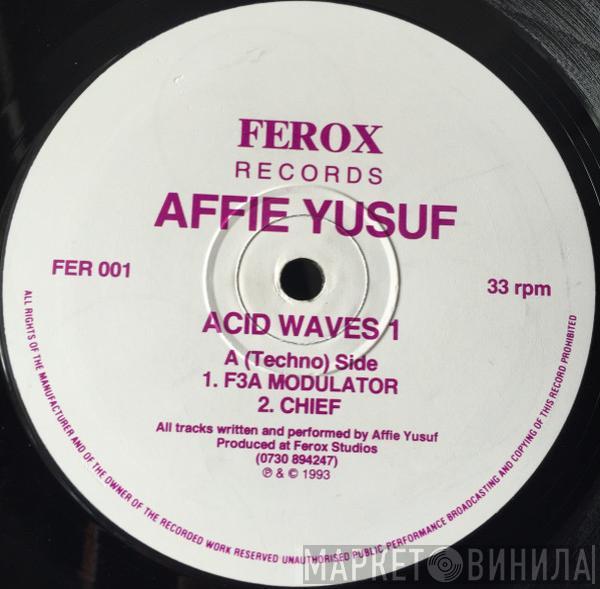 FEROX
RECORDS
AFFIE YUSUF
FER 001
33 rpm
ACID WAVES 1
A (Techno) Side
1. F3A MODULATOR
2. CHIEF
All tracks written and performed by Affie Yusuf
Produced at Ferox Studios
(0730 894247)
℗ & © 1993
ALL RIGHTS OF THE MANUFACTURER AND OF THE OWNER OF THE RECORDED WORK RESERVED UNAUTHORISED PUBLIC PERFORMANCE BROADCASTING AND COPYING OF THIS RECORD PROHIBITED
МАРКЕТ ВИНИЛА